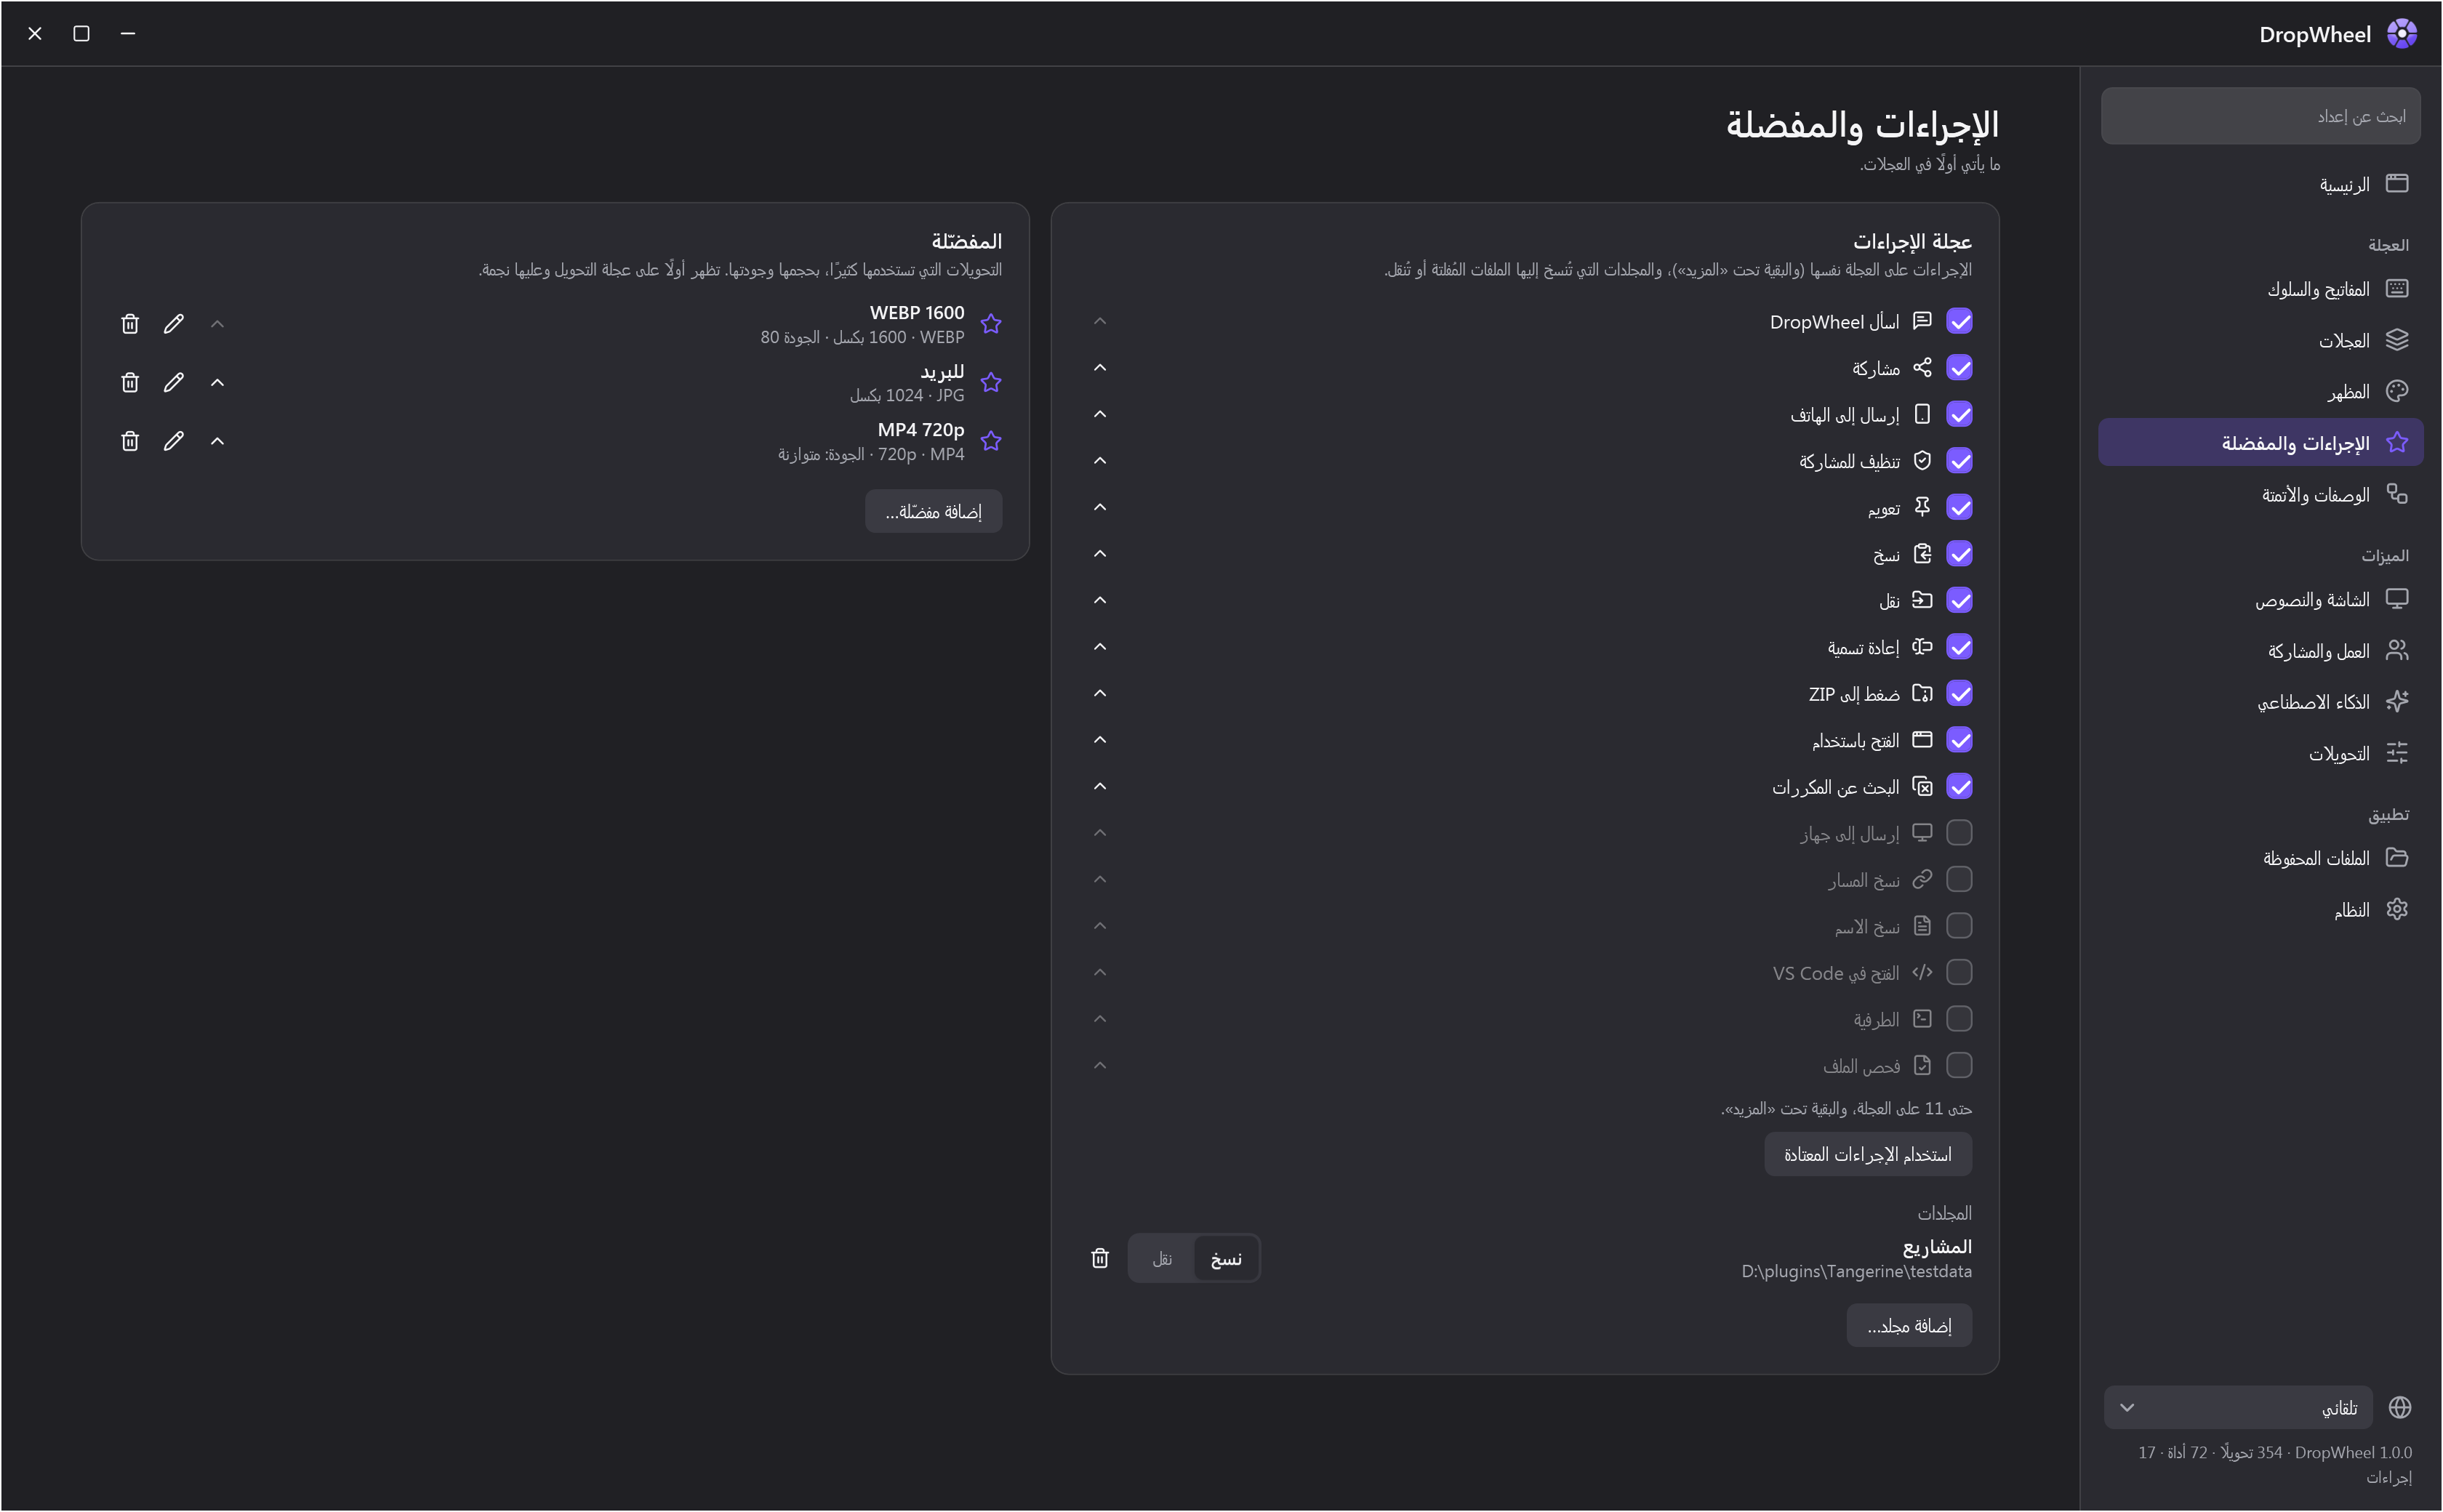 DropWheel
ابحث عن إعداد
الرئيسية
العجلة
المفاتيح والسلوك
العجلات
المظهر
الإجراءات والمفضلة
الوصفات والأتمتة
الميزات
الشاشة والنصوص
العمل والمشاركة
الذكاء الاصطناعي
التحويلات
تطبيق
الملفات المحفوظة
النظام
تلقائي
DropWheel 1.0.0 · 354 تحويلًا · 72 أداة · 17
إجراءات
الإجراءات والمفضلة
ما يأتي أولًا في العجلات.
عجلة الإجراءات
الإجراءات على العجلة نفسها (والبقية تحت «المزيد»)، والمجلدات التي تُنسخ إليها الملفات المُفلتة أو تُنقل.
اسأل DropWheel
مشاركة
إرسال إلى الهاتف
تنظيف للمشاركة
تعويم
نسخ
نقل
إعادة تسمية
ضغط إلى ZIP
الفتح باستخدام
البحث عن المكررات
إرسال إلى جهاز
نسخ المسار
نسخ الاسم
الفتح في VS Code
الطرفية
فحص الملف
حتى 11 على العجلة، والبقية تحت «المزيد».
استخدام الإجراءات المعتادة
المجلدات
المشاريع
D:\plugins\Tangerine\testdata
نسخ
نقل
إضافة مجلد...
المفضّلة
التحويلات التي تستخدمها كثيرًا، بحجمها وجودتها. تظهر أولًا على عجلة التحويل وعليها نجمة.
WEBP 1600
WEBP · 1600 بكسل · الجودة 80
للبريد
JPG · 1024 بكسل
MP4 720p
MP4 · 720p · الجودة: متوازنة
إضافة مفضّلة...